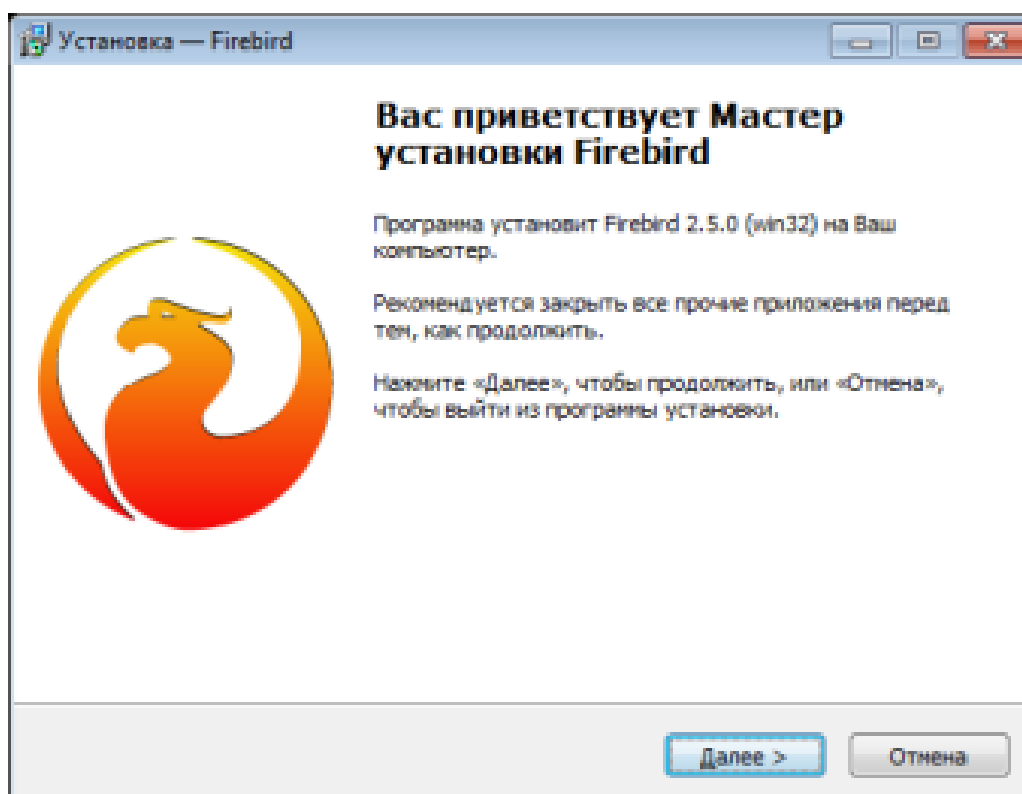 Установка — Firebird
Вас приветствует Мастер
установки Firebird
Программа установит Firebird 2.5.0 (win32) на Ваш
компьютер.
Рекомендуется закрыть все прочие приложения перед
тем, как продолжить.
Нажмите «Далее», чтобы продолжить, или «Отмена»,
чтобы выйти из программы установки.
Далее >
Отмена